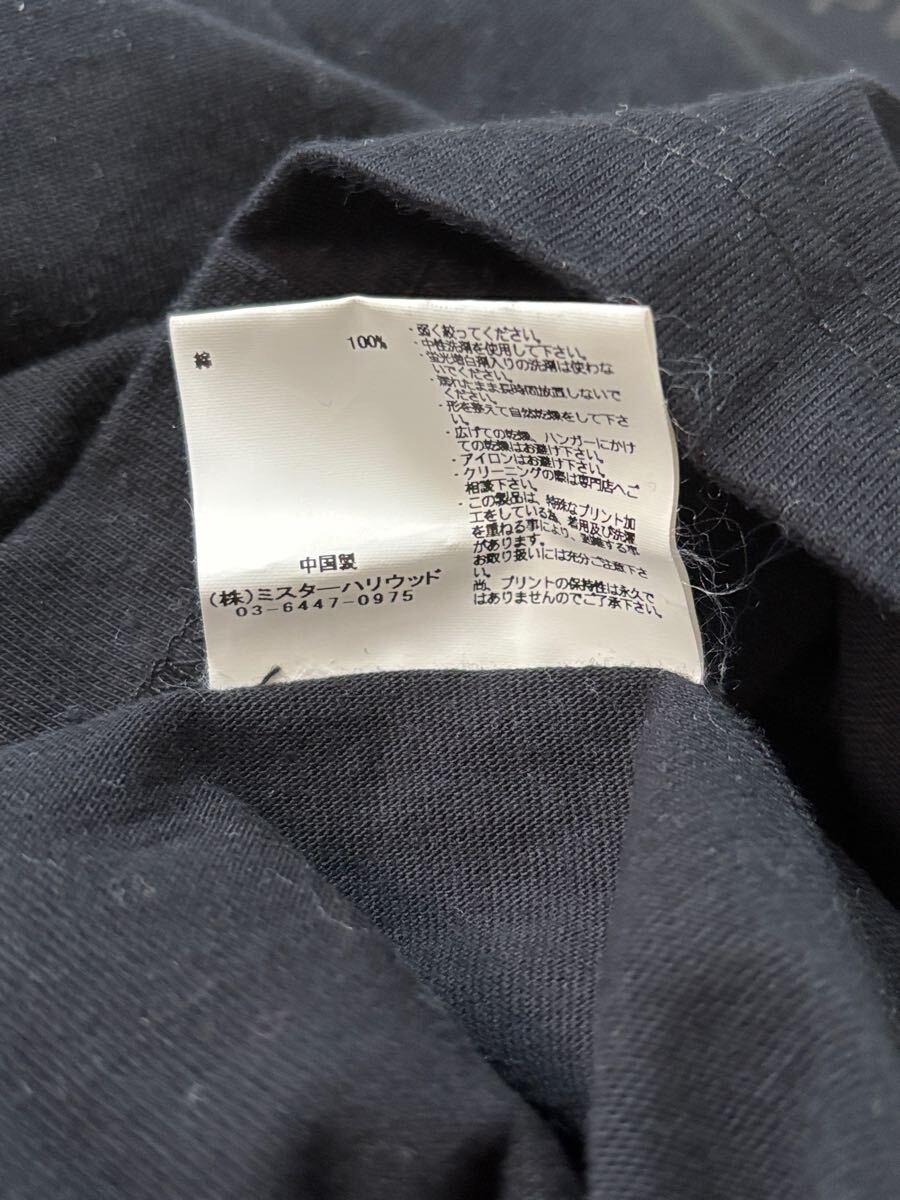 綿 100%
中国製
(株)ミスターハリウッド
03-6447-0975
・弱く絞ってください。
・中性洗剤を使用して下さい。
・蛍光増白剤入りの洗剤は使わな
いでください。
・濡れたまま長時間放置しないで
ください。
・形を整えて自然乾燥をして下さ
い。
・広げての乾燥、ハンガーにかけ
ての乾燥はお避け下さい。
・アイロンはお避け下さい。
・クリーニングの際は専門店へご
相談下さい。
・この製品は、特殊なプリント加
工をしている為、着用及び洗濯
を重ねる事により、剥離する事
があります。
お取り扱いには充分ご注意下さ
い。
尚、プリントの保持性は永久で
はありませんのでご了承下さい。